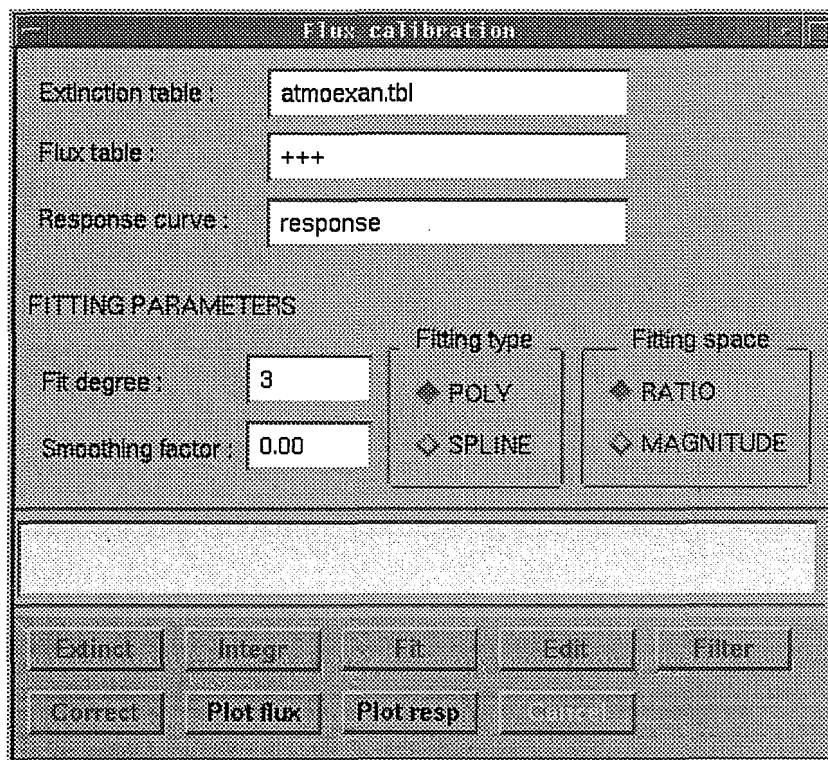 Flux calibration
Extinction table : atmoexan.tbl
Flux table : +++
Response curve : response
FITTING PARAMETERS
Fitting type
Fitting space
Fit degree : 3
POLY
RATIO
Smoothing factor : 0.00
SPLINE
MAGNITUDE
Extinct
Integr
Fit
Edit
Filter
Correct
Plot flux
Plot resp